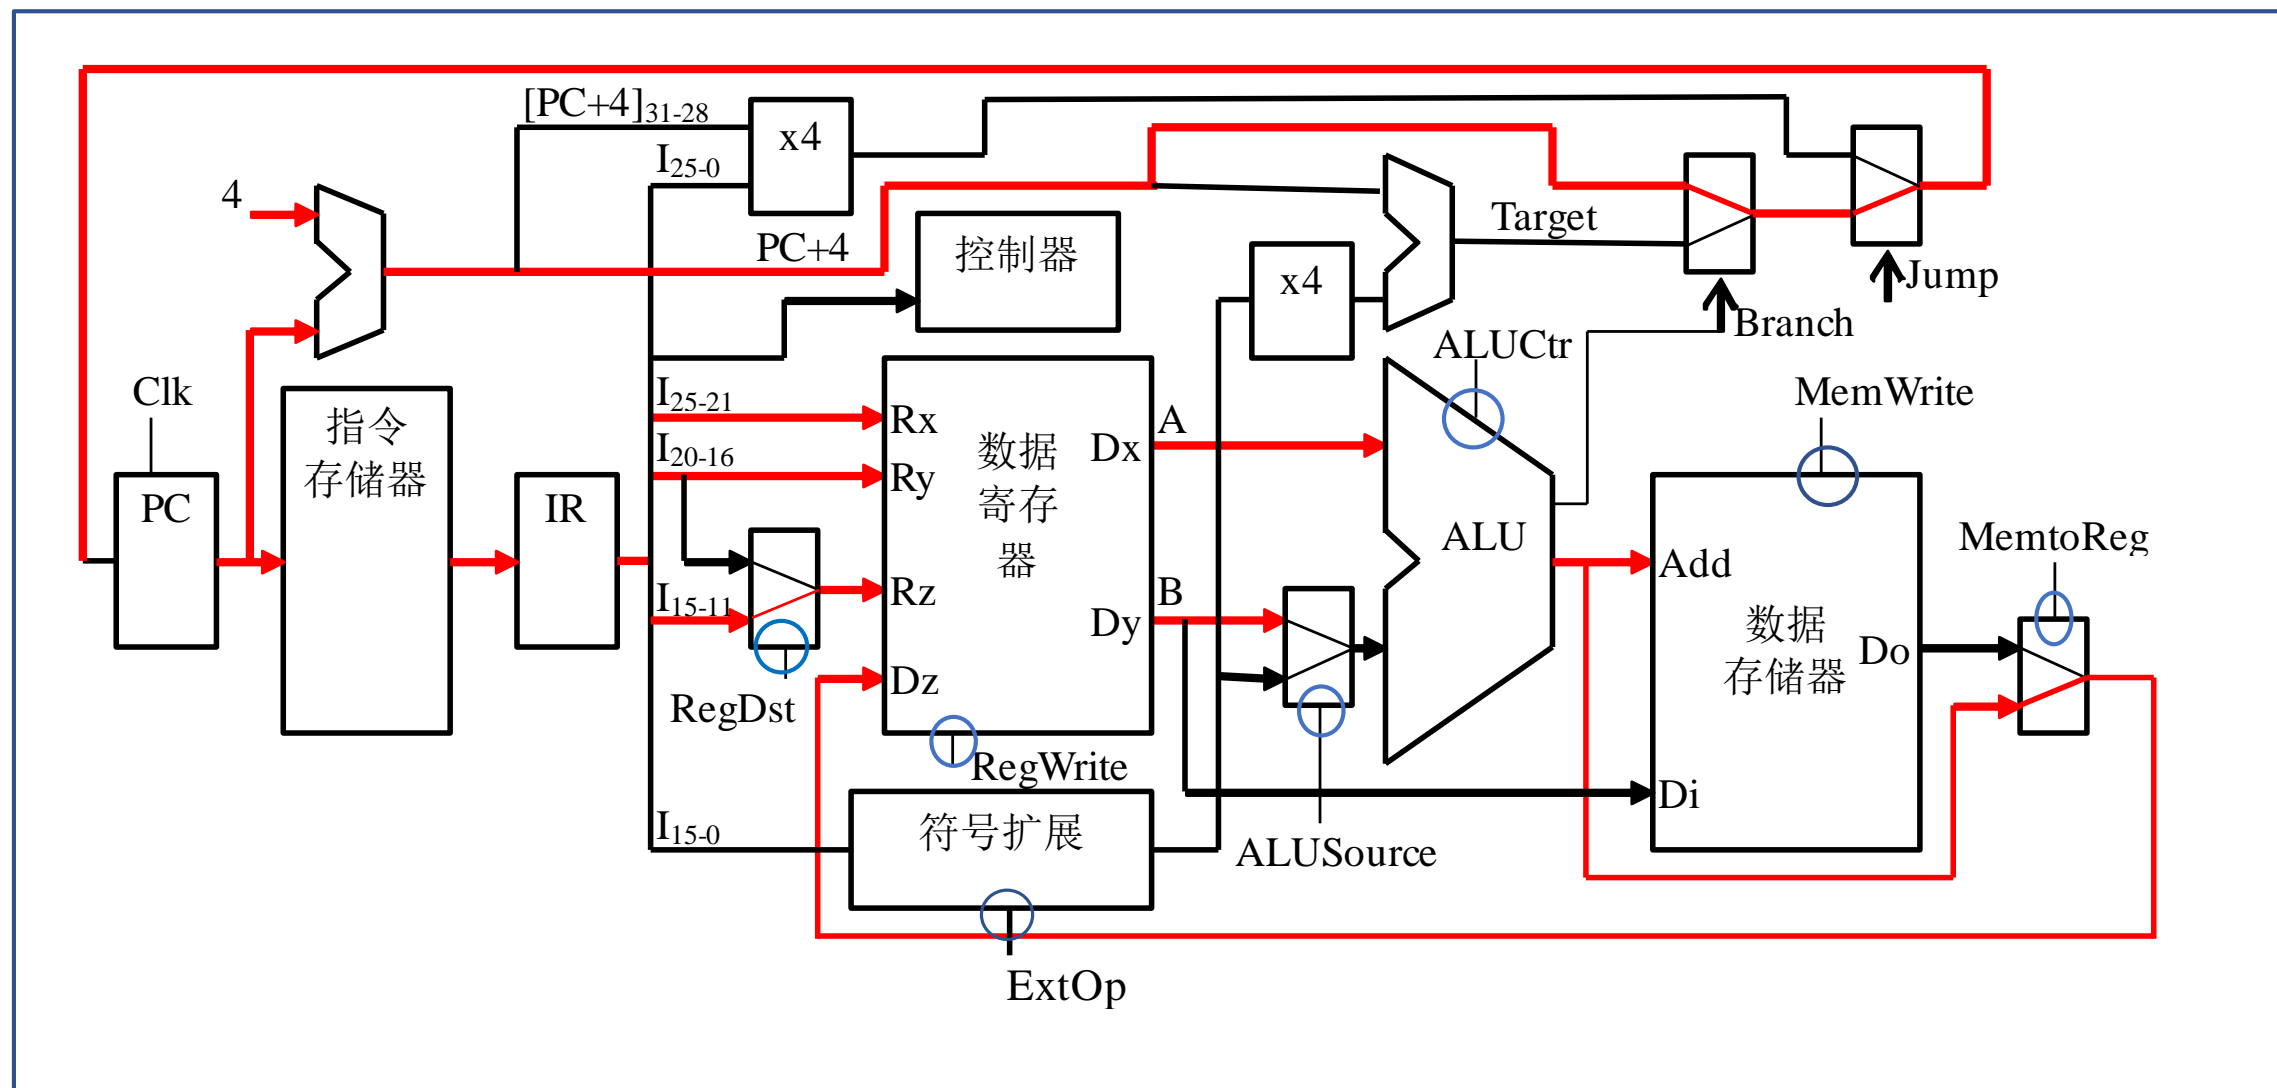 [PC+4]31-28
x4
I25-0
4
PC+4
控制器
Target
x4
Jump
Branch
ALUCtr
Clk
指令
存储器
I25-21
Rx
A
Dx
数据
寄存
器
MemWrite
I20-16
Ry
PC
IR
ALU
MemtoReg
Add
I15-11
Rz
B
Dy
数据
存储器
Do
Dz
RegDst
RegWrite
Di
I15-0
符号扩展
ALUSource
ExtOp